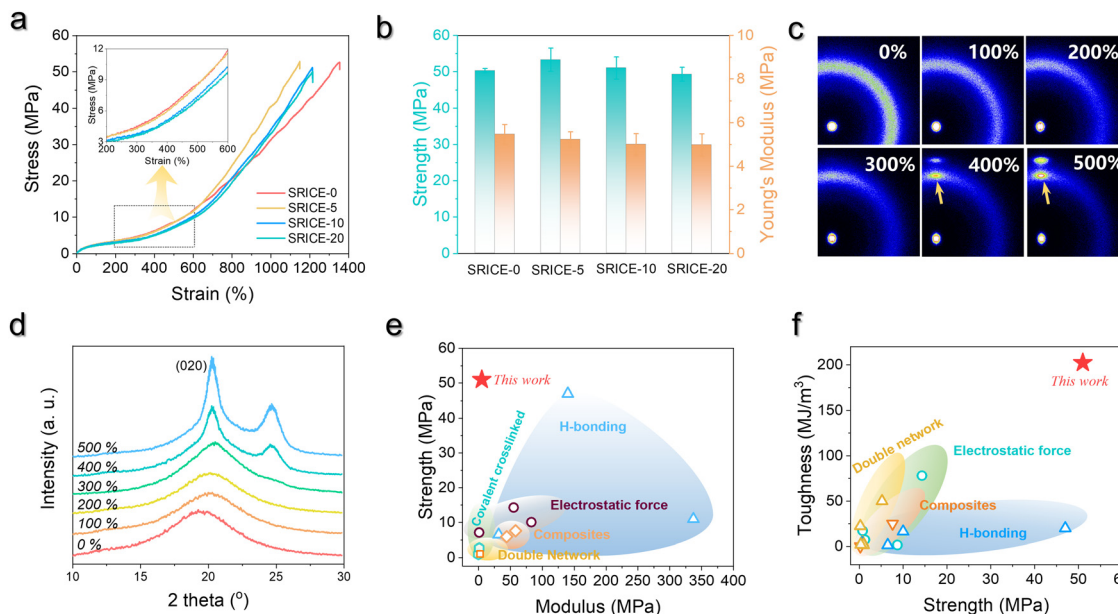 a
Stress (MPa)
60
50
40
30
20
10
0
0 200 400 600 800 1000 1200 1400
Strain (%)
Stress (MPa)
12
9
6
3
200 300 400 500 600
Strain (%)
SRICE-0
SRICE-5
SRICE-10
SRICE-20
b
Strength (MPa)
60
50
40
30
20
10
0
SRICE-0 SRICE-5 SRICE-10 SRICE-20
10
8
6
4
2
0
Young's Modulus (MPa)
c
0% 100% 200%
300% 400% 500%
d
Intensity (a. u.)
(020)
500 %
400 %
300 %
200 %
100 %
0 %
10 15 20 25 30
2 theta (o)
e
Strength (MPa)
60
50
40
30
20
10
0
This work
H-bonding
Covalent crosslinked
Electrostatic force
Composites
Double Network
0 50 100 150 200 250 300 350 400
Modulus (MPa)
f
Toughness (MJ/m³)
200
150
100
50
0
This work
Double network
Electrostatic force
Composites
H-bonding
0 10 20 30 40 50 60
Strength (MPa)